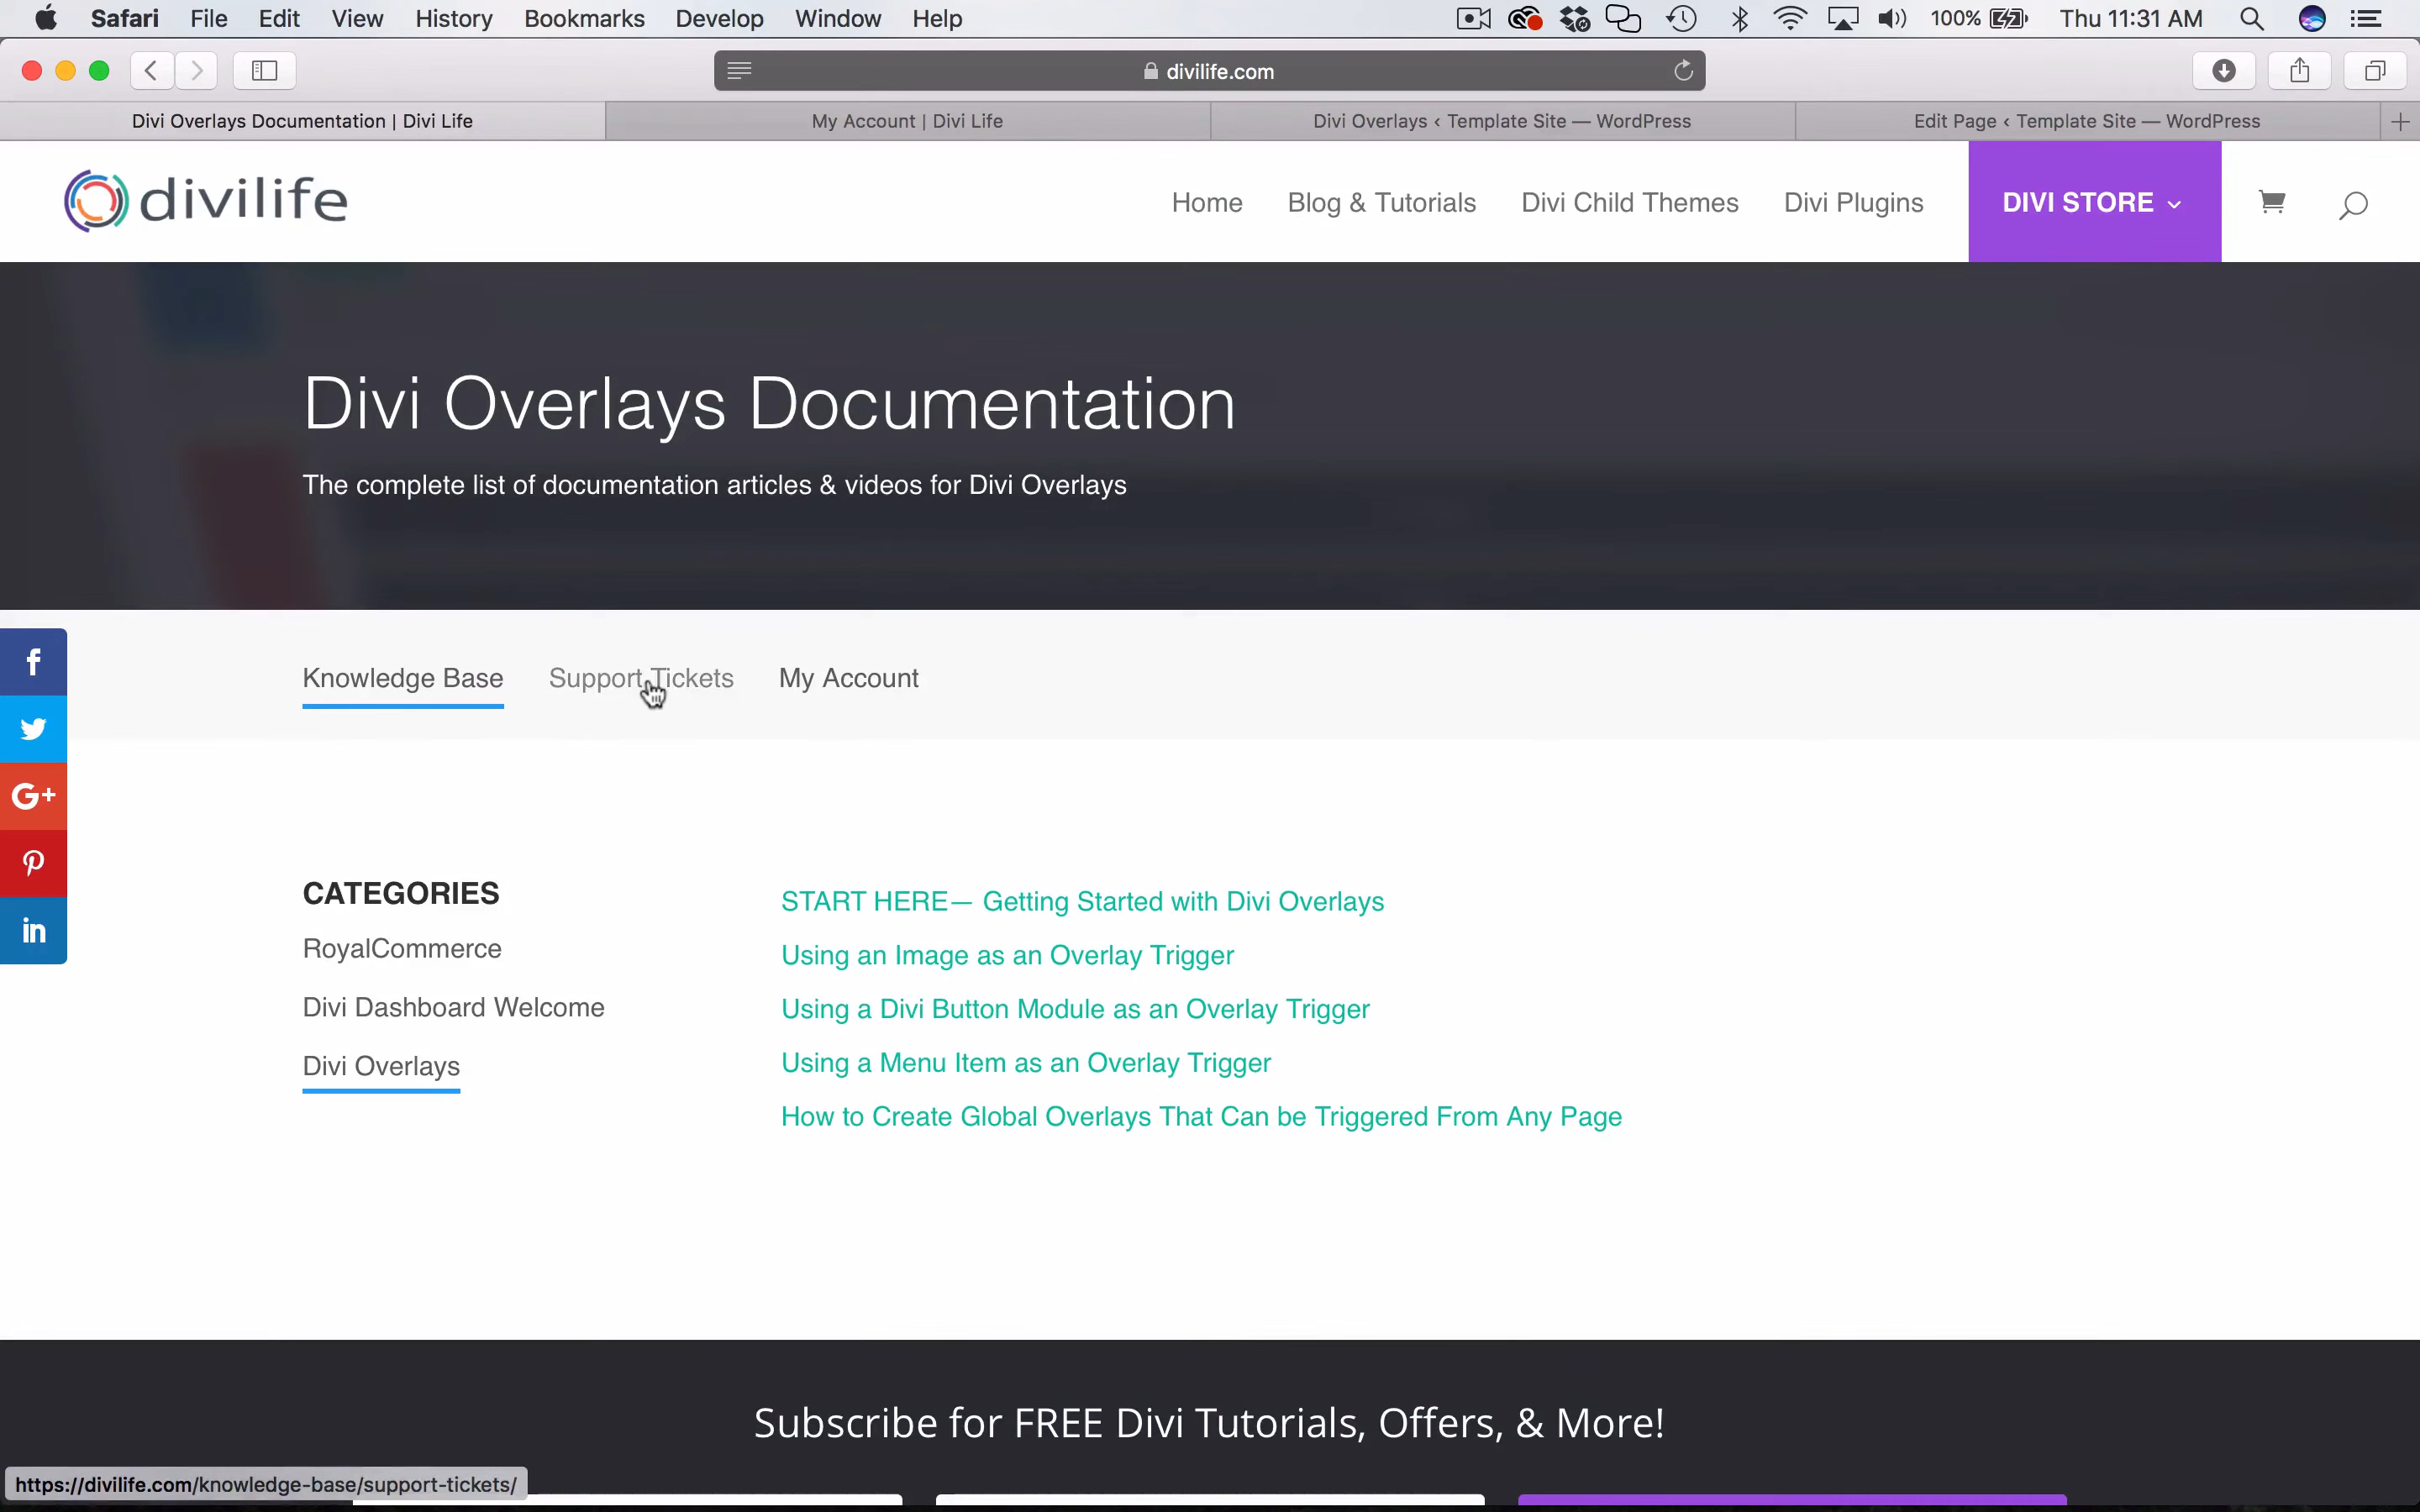 Safari File Edit View History Bookmarks Develop Window Help 100% Thu 11:31 AM
divilife.com
Divi Overlays Documentation | Divi Life My Account | Divi Life Divi Overlays ‹ Template Site — WordPress Edit Page ‹ Template Site — WordPress
divilife Home Blog & Tutorials Divi Child Themes Divi Plugins DIVI STORE
Divi Overlays Documentation
The complete list of documentation articles & videos for Divi Overlays
Knowledge Base Support Tickets My Account
CATEGORIES
RoyalCommerce
Divi Dashboard Welcome
Divi Overlays
START HERE— Getting Started with Divi Overlays
Using an Image as an Overlay Trigger
Using a Divi Button Module as an Overlay Trigger
Using a Menu Item as an Overlay Trigger
How to Create Global Overlays That Can be Triggered From Any Page
Subscribe for FREE Divi Tutorials, Offers, & More!
https://divilife.com/knowledge-base/support-tickets/